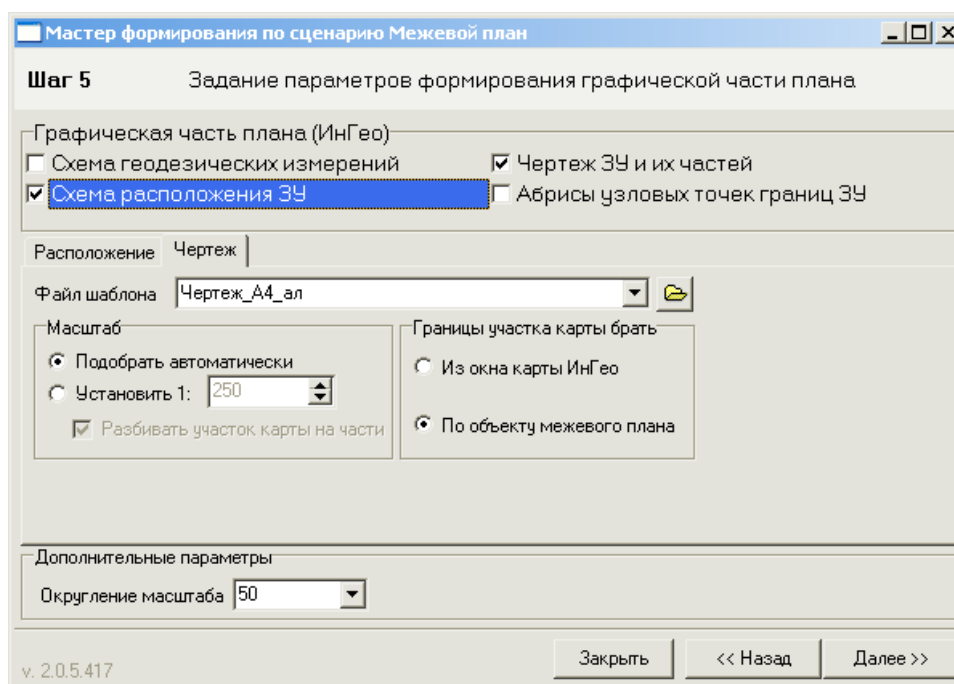 Мастер формирования по сценарию Межевой план
Шаг 5 Задание параметров формирования графической части плана
Графическая часть плана (ИнГео)
Схема геодезических измерений Чертеж ЗУ и их частей
Схема расположения ЗУ Абрисы узловых точек границ ЗУ
Расположение Чертеж
Файл шаблона Чертеж_А4_ал
Масштаб Границы участка карты брать
Подобрать автоматически Из окна карты ИнГео
Установить 1: 250
Разбивать участок карты на части По объекту межевого плана
Дополнительные параметры
Округление масштаба 50
v. 2.0.5.417 Закрыть << Назад Далее >>